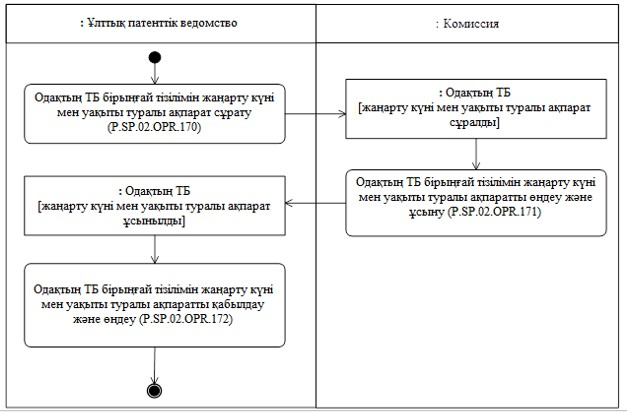 : Ұлттық патенттік ведомство
: Комиссия
Одақтың ТБ бірыңғай тізілімін жаңарту күні
мен уақыты туралы ақпарат сұрату
(P.SP.02.OPR.170)
: Одақтың ТБ
[жаңарту күні мен уақыты туралы ақпарат
сұралды]
Одақтың ТБ бірыңғай тізілімін жаңарту күні
мен уақыты туралы ақпаратты өңдеу және
ұсыну (P.SP.02.OPR.171)
: Одақтың ТБ
[жаңарту күні мен уақыты туралы ақпарат
ұсынылды]
Одақтың ТБ бірыңғай тізілімін жаңарту күні
мен уақыты туралы ақпаратты қабылдау
және өңдеу (P.SP.02.OPR.172)